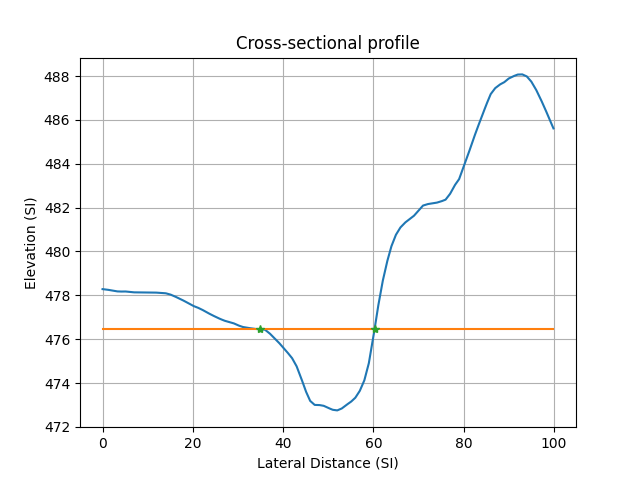 Cross-sectional profile
Elevation (SI)
488
486
484
482
480
478
476
474
472
0 20 40 60 80 100
Lateral Distance (SI)